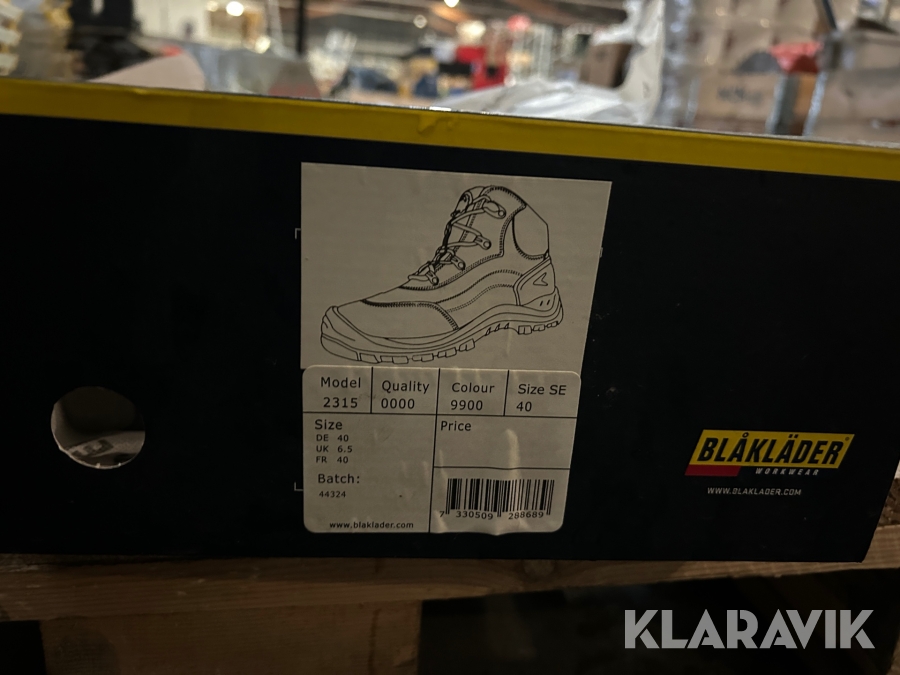 Model Quality Colour Size SE
2315 0000 9900 40
Size Price
DE 40
UK 6.5
FR 40
Batch:
44324
7 330509 288689
www.blaklader.com
BLÅKLÄDER®
WORKWEAR
WWW.BLAKLADER.COM
KLARAVIK